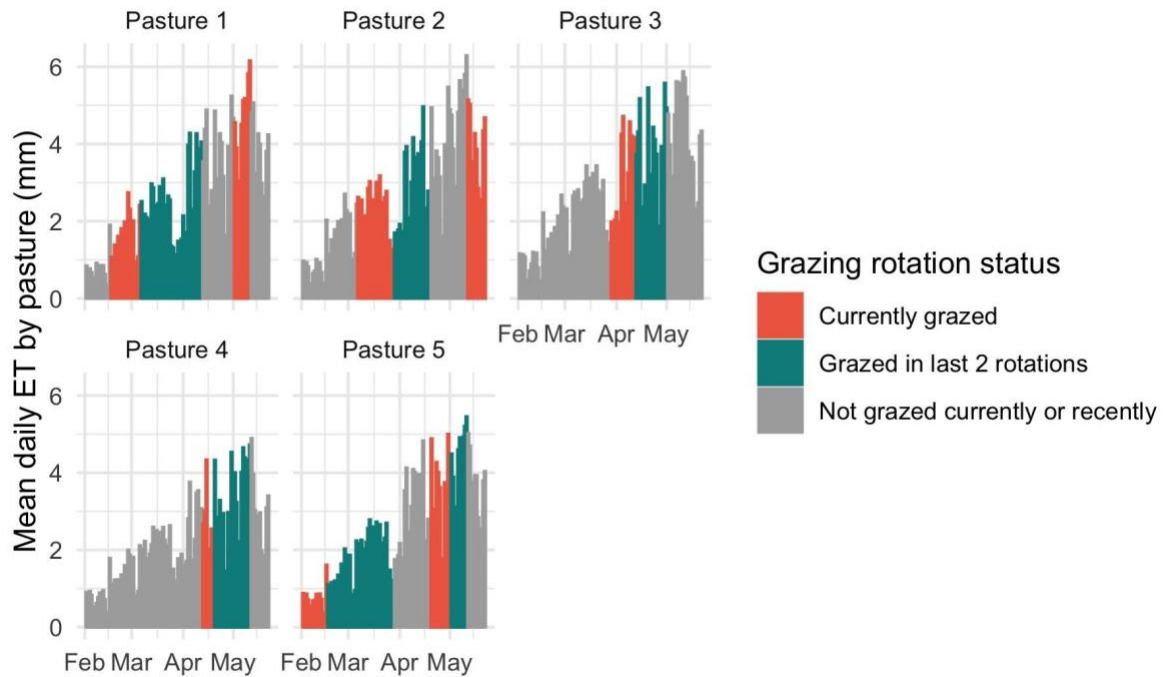 Pasture 1
Pasture 2
Pasture 3
6
4
2
0
Feb Mar Apr May
Pasture 4
Pasture 5
6
4
2
0
Feb Mar Apr May
Feb Mar Apr May
Mean daily ET by pasture (mm)
Grazing rotation status
Currently grazed
Grazed in last 2 rotations
Not grazed currently or recently